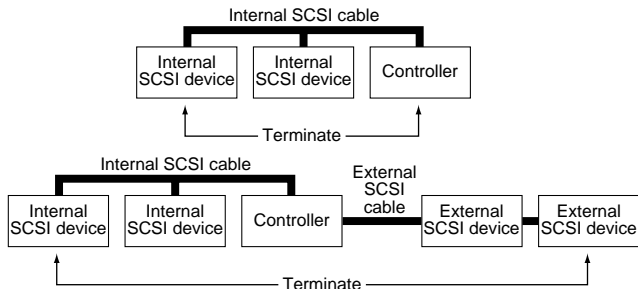 Internal SCSI cable
Internal
SCSI device
Internal
SCSI device
Controller
Terminate
Internal SCSI cable
External
SCSI
cable
Internal
SCSI device
Internal
SCSI device
Controller
External
SCSI device
External
SCSI device
Terminate